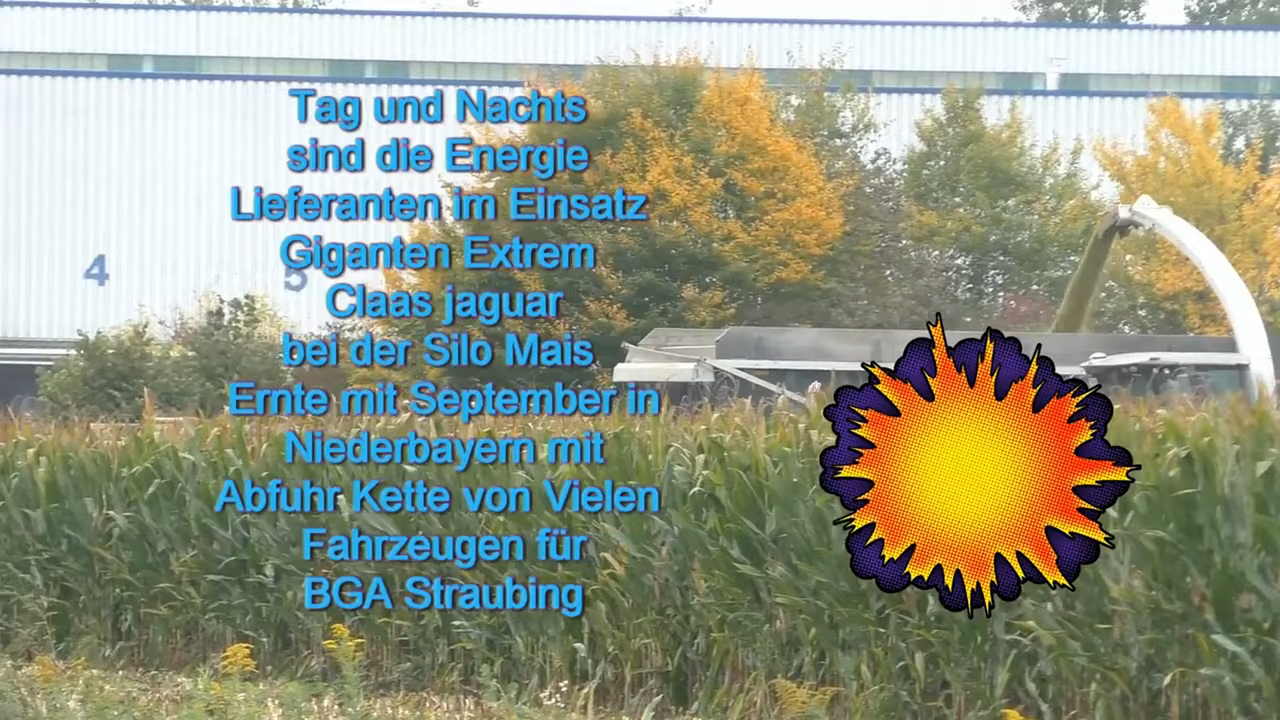 Tag und Nachts
sind die Energie
Lieferanten im Einsatz
Giganten Extrem
Claas jaguar
bei der Silo Mais
Ernte mit September in
Niederbayern mit
Abfuhr Kette von Vielen
Fahrzeugen für
BGA Straubing
4
5